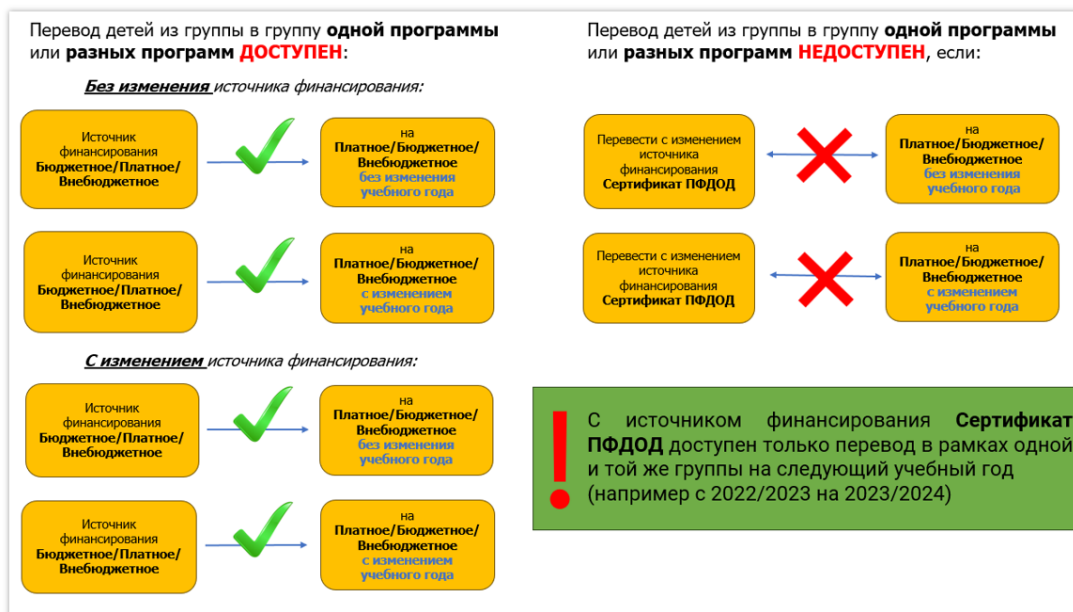 Перевод детей из группы в группу одной программы
или разных программ ДОСТУПЕН:
Без изменения источника финансирования:
Источник
финансирования
Бюджетное/Платное/
Внебюджетное
на
Платное/Бюджетное/
Внебюджетное
без изменения
учебного года
Источник
финансирования
Бюджетное/Платное/
Внебюджетное
на
Платное/Бюджетное/
Внебюджетное
с изменением
учебного года
С изменением источника финансирования:
Источник
финансирования
Бюджетное/Платное/
Внебюджетное
на
Платное/Бюджетное/
Внебюджетное
без изменения
учебного года
Источник
финансирования
Бюджетное/Платное/
Внебюджетное
на
Платное/Бюджетное/
Внебюджетное
с изменением
учебного года
Перевод детей из группы в группу одной программы
или разных программ НЕДОСТУПЕН, если:
Перевести с изменением
источника
финансирования
Сертификат ПФДОД
на
Платное/Бюджетное/
Внебюджетное
без изменения
учебного года
Перевести с изменением
источника
финансирования
Сертификат ПФДОД
на
Платное/Бюджетное/
Внебюджетное
с изменением
учебного года
!
С источником финансирования Сертификат
ПФДОД доступен только перевод в рамках одной
и той же группы на следующий учебный год
(например с 2022/2023 на 2023/2024)